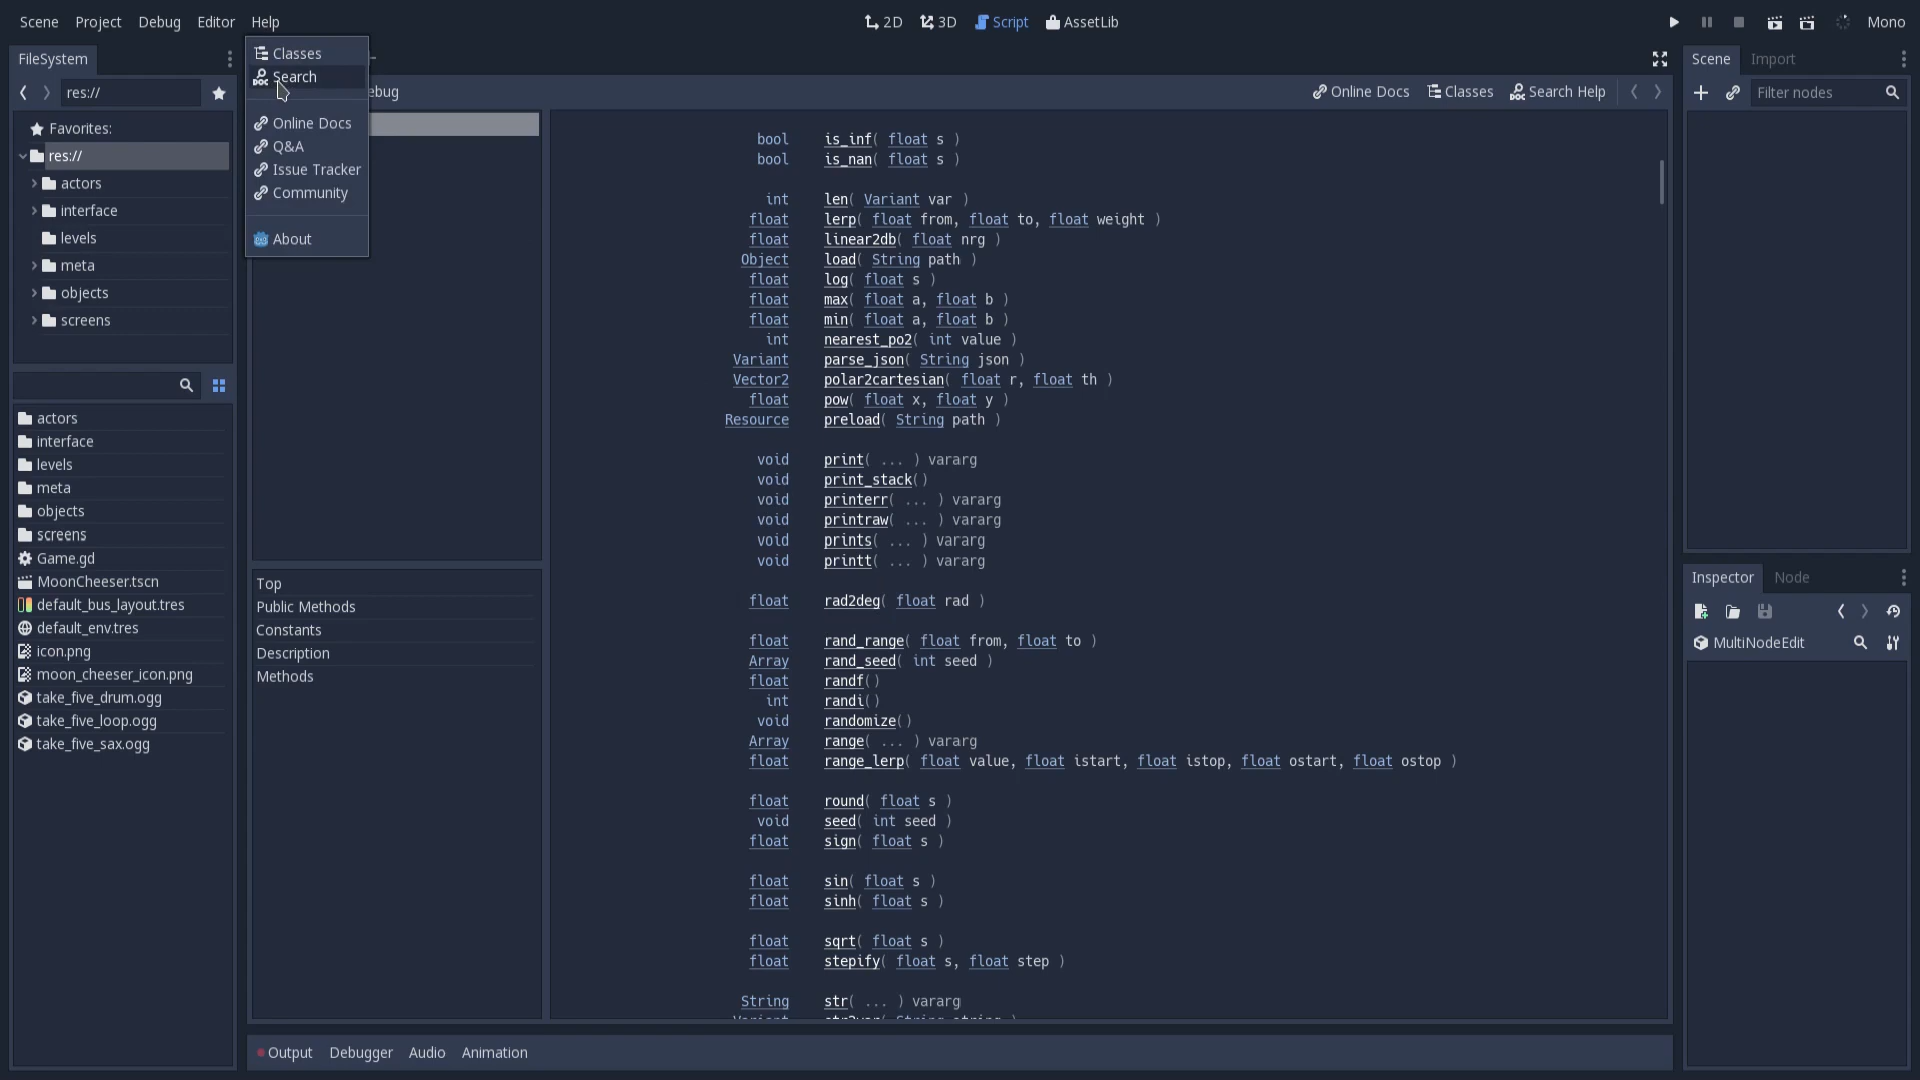 Scene Project Debug Editor Help
2D 3D Script AssetLib
Mono
FileSystem
res://
Favorites:
res://
actors
interface
levels
meta
objects
screens
actors
interface
levels
meta
objects
screens
Game.gd
MoonCheeser.tscn
default_bus_layout.tres
default_env.tres
icon.png
moon_cheeser_icon.png
take_five_drum.ogg
take_five_loop.ogg
take_five_sax.ogg
Classes
Search
Online Docs
Q&A
Issue Tracker
Community
About
ebug
Online Docs Classes Search Help
Top
Public Methods
Constants
Description
Methods
bool is_inf( float s )
bool is_nan( float s )
int len( Variant var )
float lerp( float from, float to, float weight )
float linear2db( float nrg )
Object load( String path )
float log( float s )
float max( float a, float b )
float min( float a, float b )
int nearest_po2( int value )
Variant parse_json( String json )
Vector2 polar2cartesian( float r, float th )
float pow( float x, float y )
Resource preload( String path )
void print( ... ) vararg
void print_stack()
void printerr( ... ) vararg
void printraw( ... ) vararg
void prints( ... ) vararg
void printt( ... ) vararg
float rad2deg( float rad )
float rand_range( float from, float to )
Array rand_seed( int seed )
float randf()
int randi()
void randomize()
Array range( ... ) vararg
float range_lerp( float value, float istart, float istop, float ostart, float ostop )
float round( float s )
void seed( int seed )
float sign( float s )
float sin( float s )
float sinh( float s )
float sqrt( float s )
float stepify( float s, float step )
String str( ... ) vararg
Output Debugger Audio Animation
Scene Import
Filter nodes
Inspector Node
MultiNodeEdit